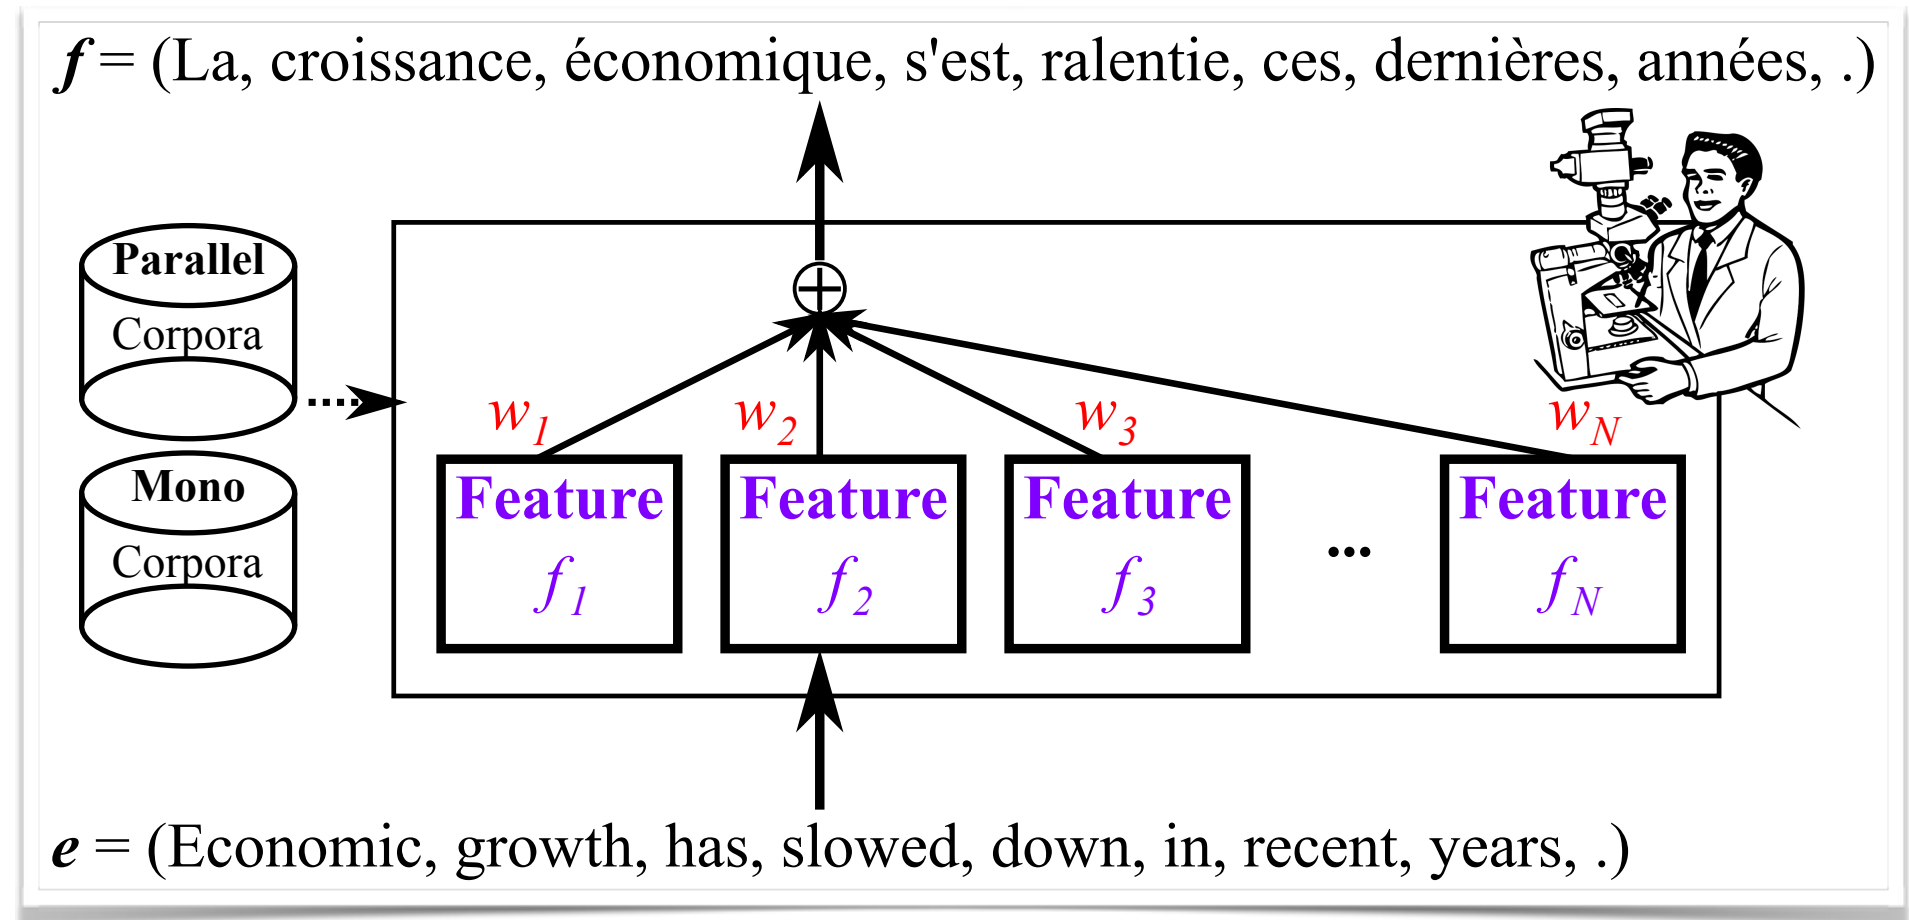 f = (La, croissance, économique, s'est, ralentie, ces, dernières, années, .)
Parallel
Corpora
Mono
Corpora
w1 w2 w3 wN
Feature Feature Feature Feature
f1 f2 f3 ... fN
e = (Economic, growth, has, slowed, down, in, recent, years, .)